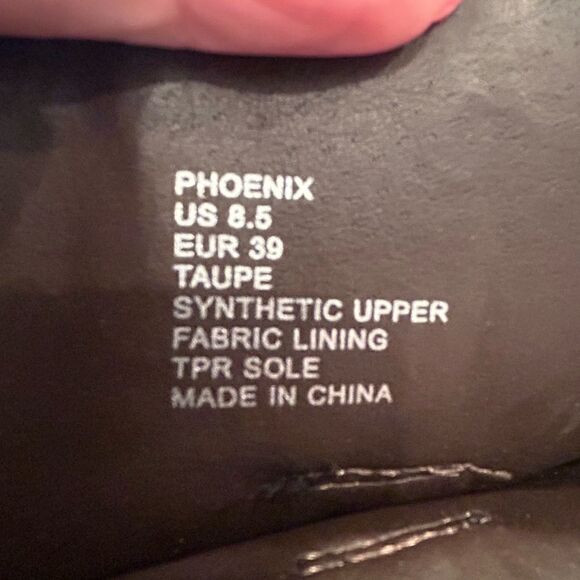 PHOENIX
US 8.5
EUR 39
TAUPE
SYNTHETIC UPPER
FABRIC LINING
TPR SOLE
MADE IN CHINA